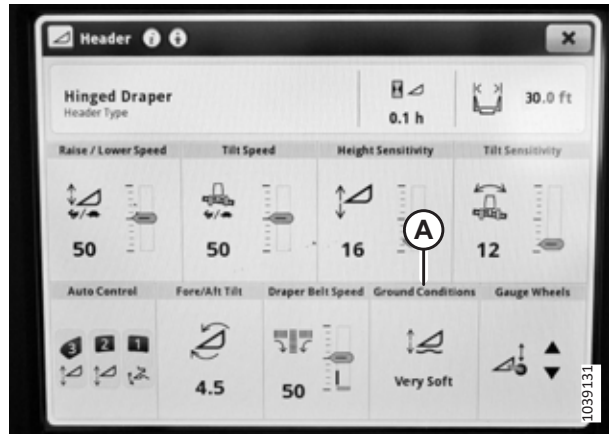 Header
Hinged Draper
Header Type
0.1 h
30.0 ft
Raise / Lower Speed
Tilt Speed
Height Sensitivity
Tilt Sensitivity
50
50
16
12
A
Auto Control
Fore/Aft Tilt
Draper Belt Speed
Ground Conditions
Gauge Wheels
3 2 1
4.5
50
Very Soft
1039131